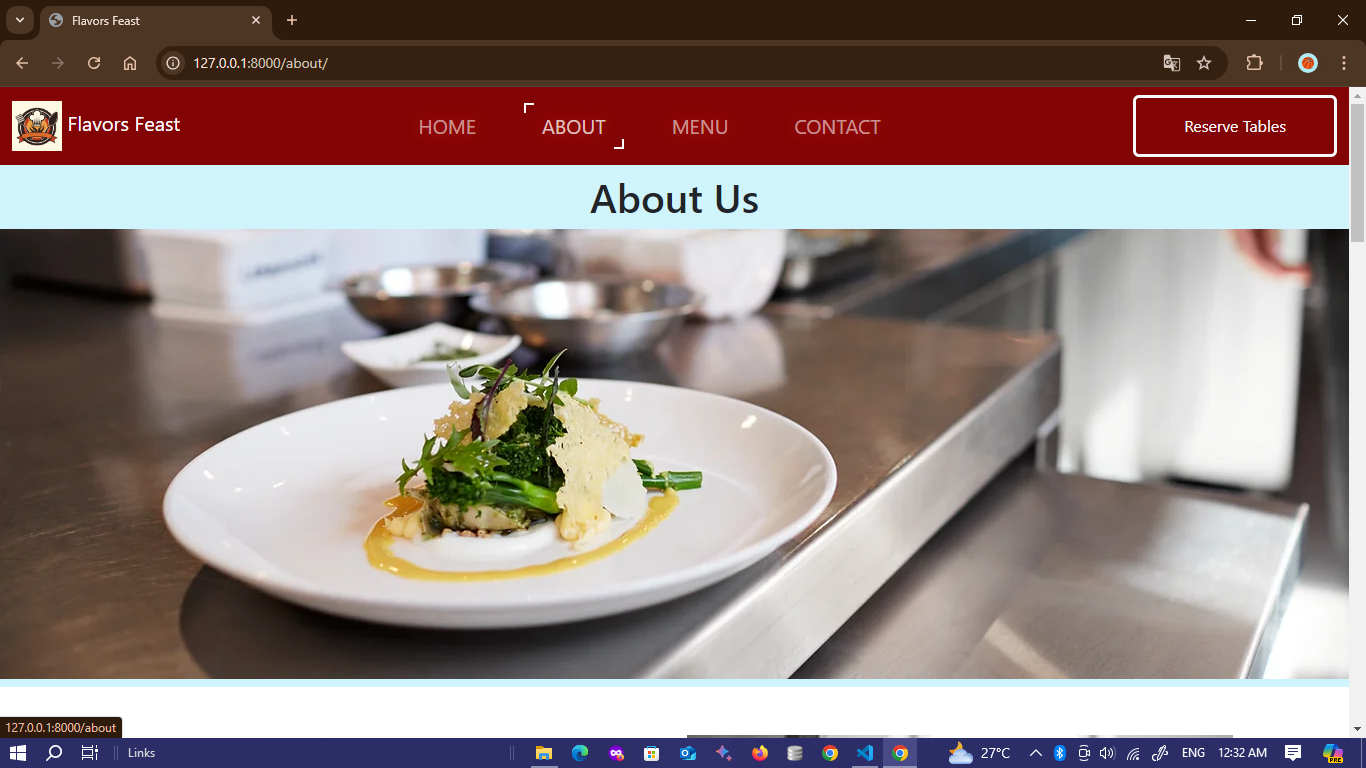 Flavors Feast
127.0.0.1:8000/about/
Flavors Feast
HOME
ABOUT
MENU
CONTACT
Reserve Tables
About Us
127.0.0.1:8000/about
Links
27°C
ENG
12:32 AM
PRE